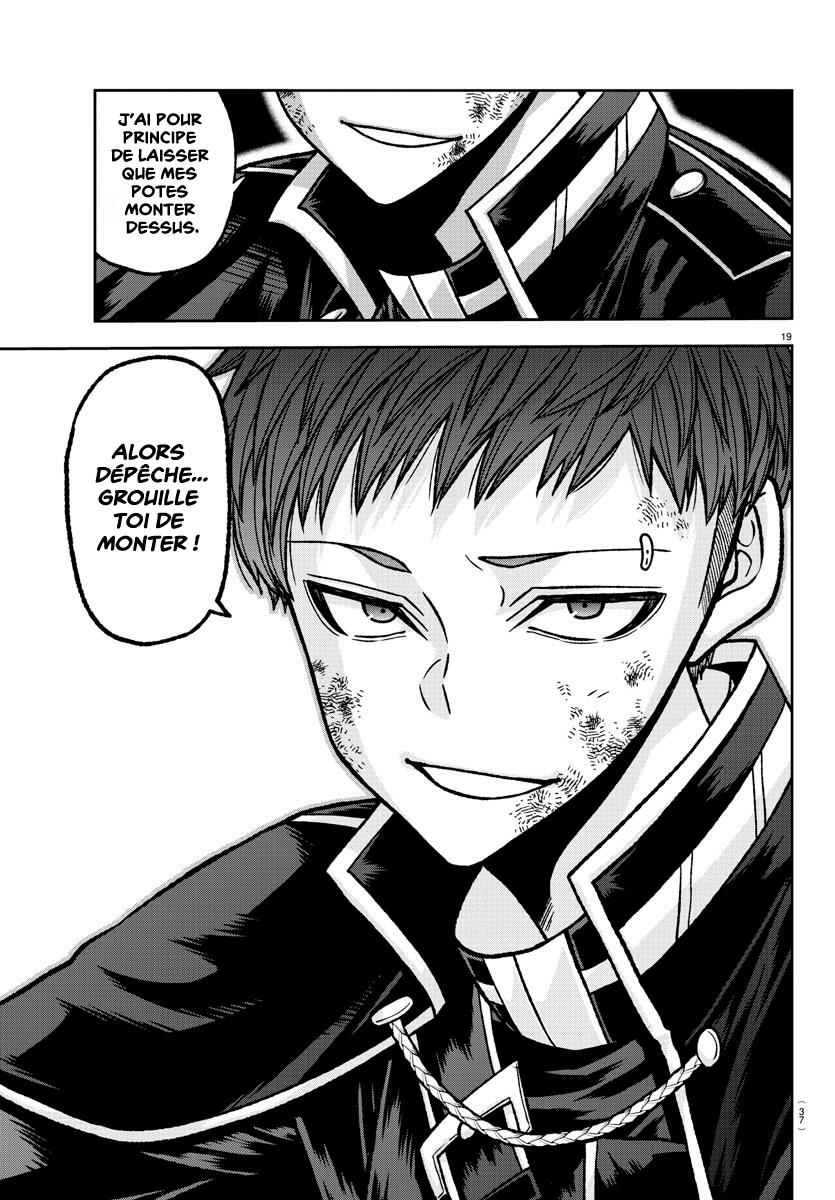 J'AI POUR
PRINCIPE
DE LAISSER
QUE MES
POTES
MONTER
DESSUS.
19
ALORS
DÉPÊCHE...
GROUILLE
TOI DE
MONTER !
(37)